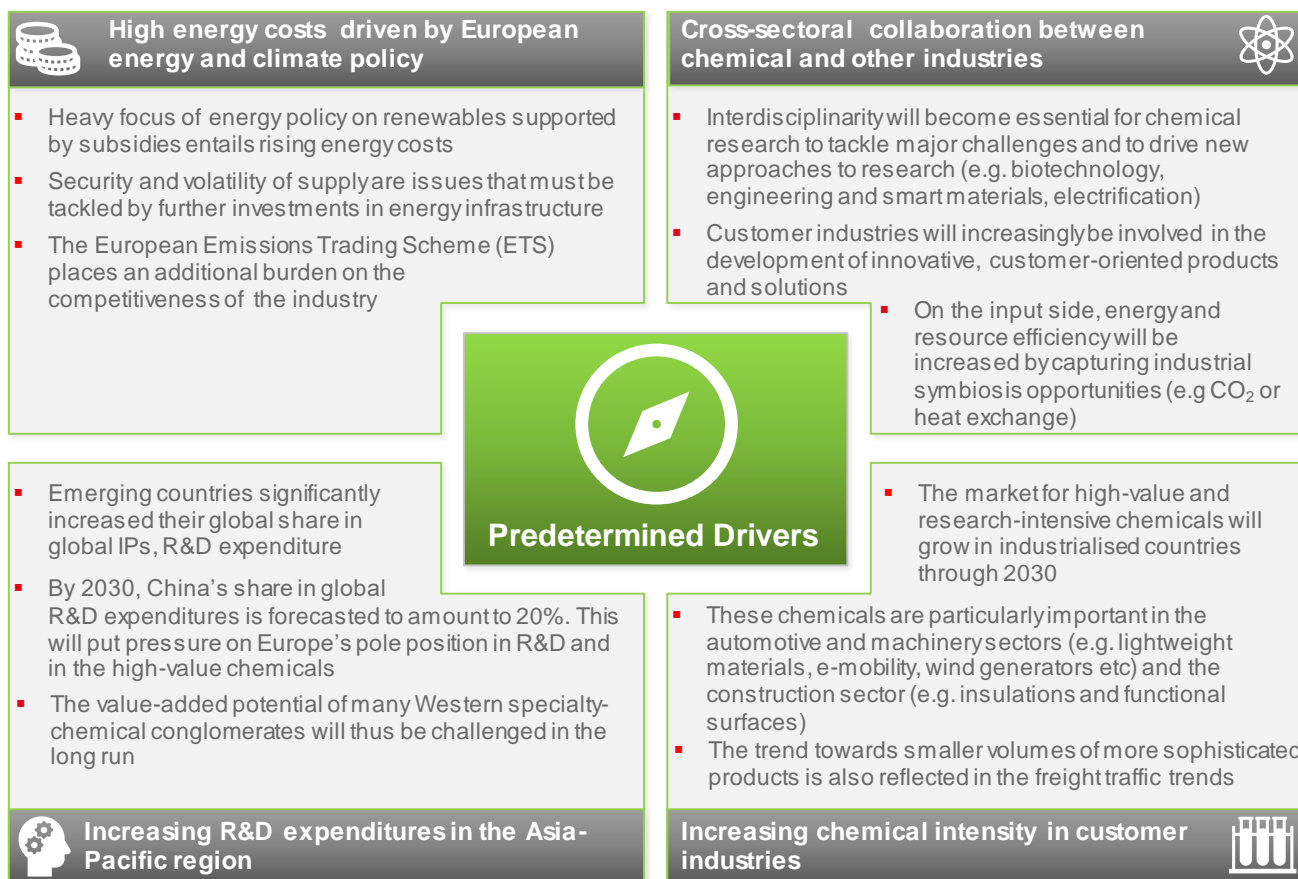 High energy costs driven by European
energy and climate policy
Heavy focus of energy policy on renewables supported
by subsidies entails rising energy costs
Security and volatility of supply are issues that must be
tackled by further investments in energy infrastructure
The European Emissions Trading Scheme (ETS)
places an additional burden on the
competitiveness of the industry
Cross-sectoral collaboration between
chemical and other industries
Interdisciplinarity will become essential for chemical
research to tackle major challenges and to drive new
approaches to research (e.g. biotechnology,
engineering and smart materials, electrification)
Customer industries will increasingly be involved in the
development of innovative, customer-oriented products
and solutions
On the input side, energy and
resource efficiency will be
increased by capturing industrial
symbiosis opportunities (e.g CO₂ or
heat exchange)
Predetermined Drivers
Emerging countries significantly
increased their global share in
global IPs, R&D expenditure
By 2030, China's share in global
R&D expenditures is forecasted to amount to 20%. This
will put pressure on Europe's pole position in R&D and
in the high-value chemicals
The value-added potential of many Western specialty-
chemical conglomerates will thus be challenged in the
long run
Increasing R&D expenditures in the Asia-
Pacific region
The market for high-value and
research-intensive chemicals will
grow in industrialised countries
through 2030
These chemicals are particularly important in the
automotive and machinery sectors (e.g. lightweight
materials, e-mobility, wind generators etc) and the
construction sector (e.g. insulations and functional
surfaces)
The trend towards smaller volumes of more sophisticated
products is also reflected in the freight traffic trends
Increasing chemical intensity in customer
industries